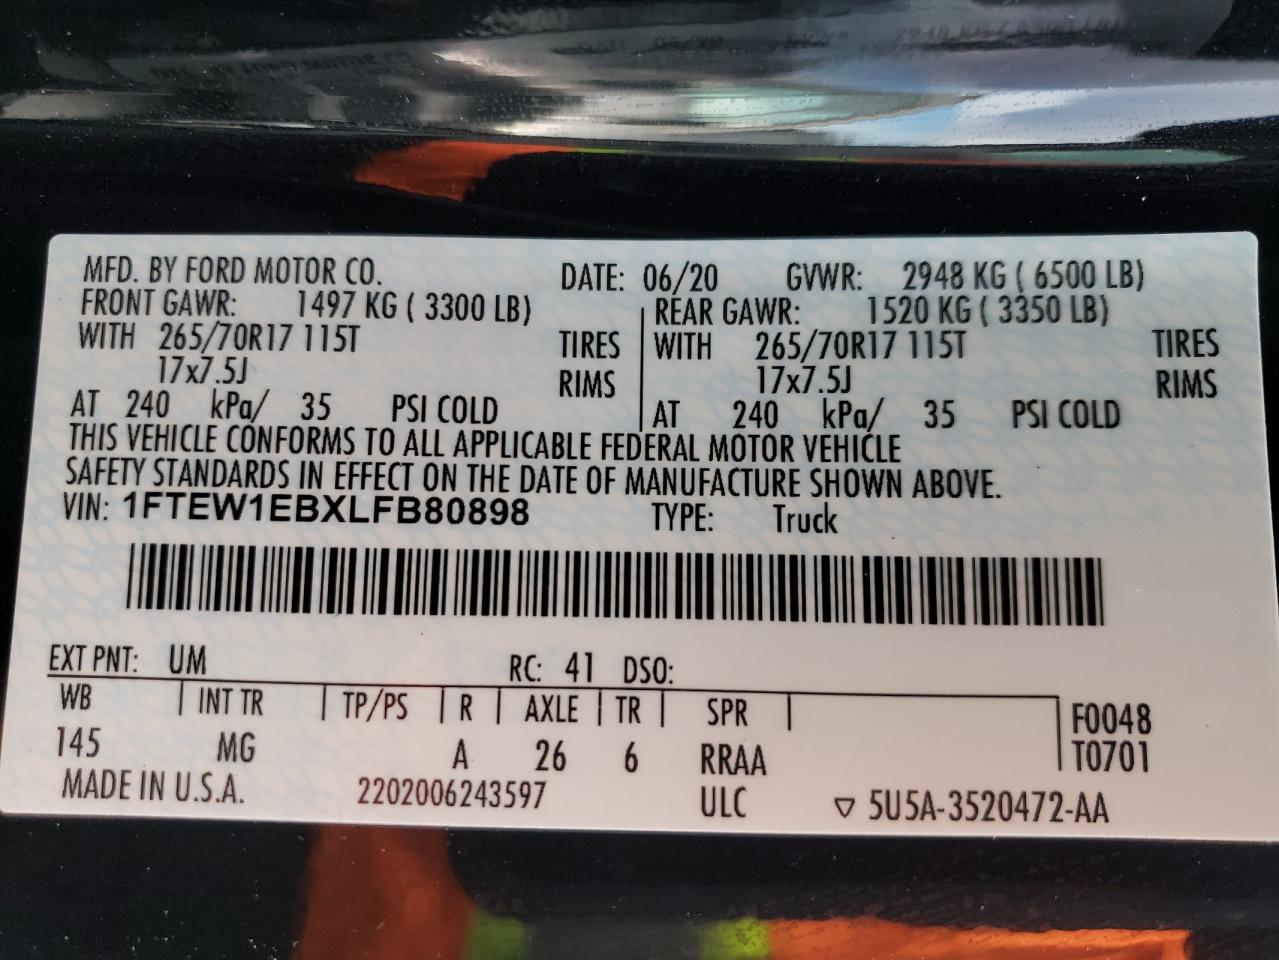 MFD. BY FORD MOTOR CO. DATE: 06/20 GVWR: 2948 KG ( 6500 LB)
FRONT GAWR: 1497 KG ( 3300 LB) REAR GAWR: 1520 KG ( 3350 LB)
WITH 265/70R17 115T TIRES WITH 265/70R17 115T TIRES
17x7.5J RIMS 17x7.5J RIMS
AT 240 kPa/ 35 PSI COLD AT 240 kPa/ 35 PSI COLD
THIS VEHICLE CONFORMS TO ALL APPLICABLE FEDERAL MOTOR VEHICLE
SAFETY STANDARDS IN EFFECT ON THE DATE OF MANUFACTURE SHOWN ABOVE.
VIN: 1FTEW1EBXLFB80898 TYPE: Truck
EXT PNT: UM RC: 41 DSO:
WB INT TR TP/PS R AXLE TR SPR F0048
145 MG A 26 6 RRAA T0701
MADE IN U.S.A. 2202006243597 ULC ▽ 5U5A-3520472-AA